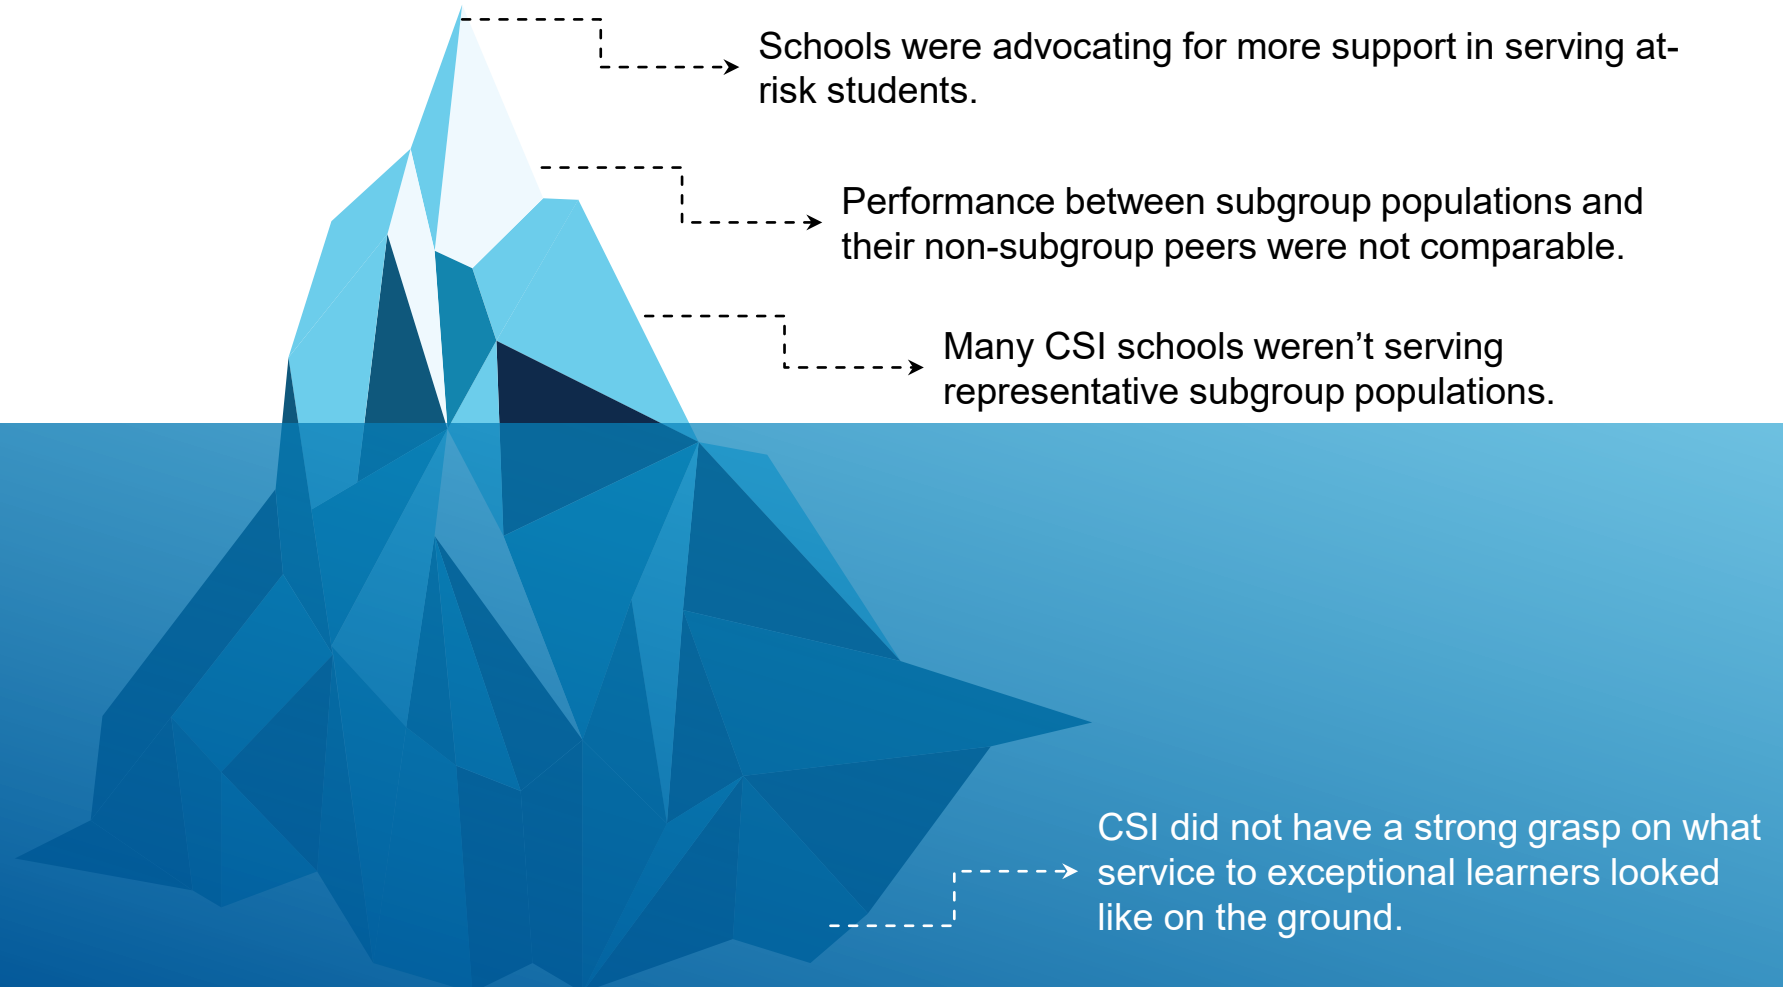 Schools were advocating for more support in serving at-
risk students.
Performance between subgroup populations and
their non-subgroup peers were not comparable.
Many CSI schools weren’t serving
representative subgroup populations.
CSI did not have a strong grasp on what
service to exceptional learners looked
like on the ground.